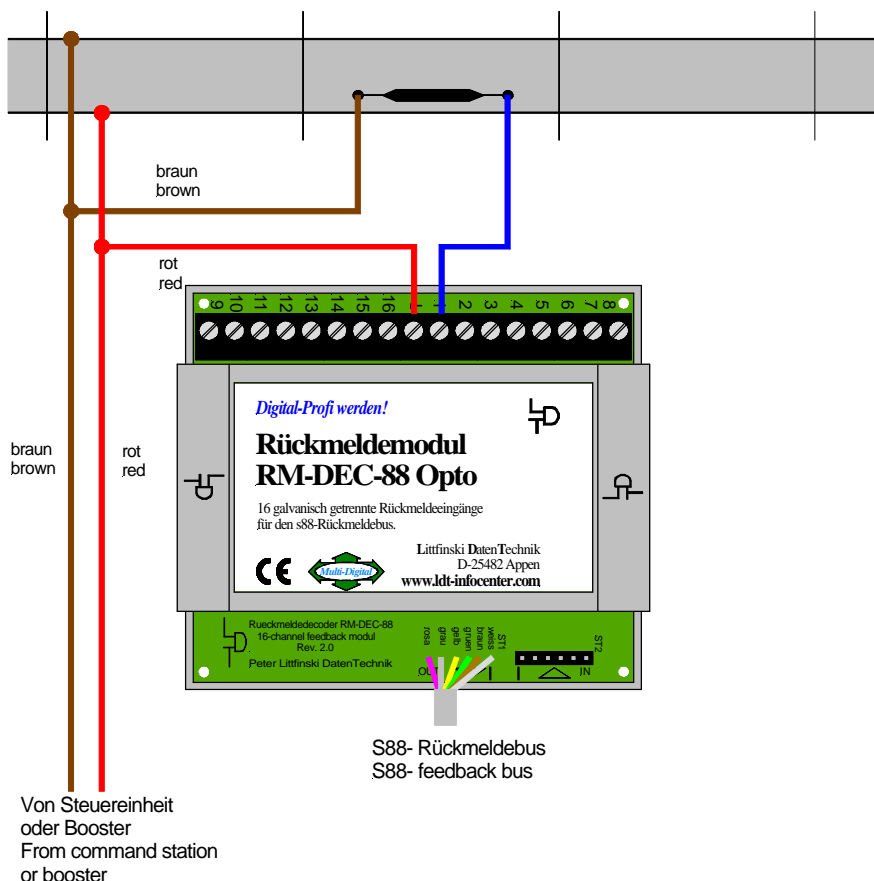 braun
brown
rot
red
9 10 11 12 13 14 15 16 1 2 3 4 5 6 7 8
Digital-Profi werden!
Rückmeldemodul
RM-DEC-88 Opto
16 galvanisch getrennte Rückmeldeeingänge
für den s88-Rückmeldebus.
Littfinski DatenTechnik
D-25482 Appen
www.ldt-infocenter.com
CE
Multi-Digital
braun
brown
rot
red
Rueckmeldedecoder RM-DEC-88
16-channel feedback modul
Rev. 2.0
Peter Littfinski DatenTechnik
rosa
grau
gelb
gruen
braun
weiss
ST1
ST2
IN
S88- Rückmeldebus
S88- feedback bus
Von Steuereinheit
oder Booster
From command station
or booster